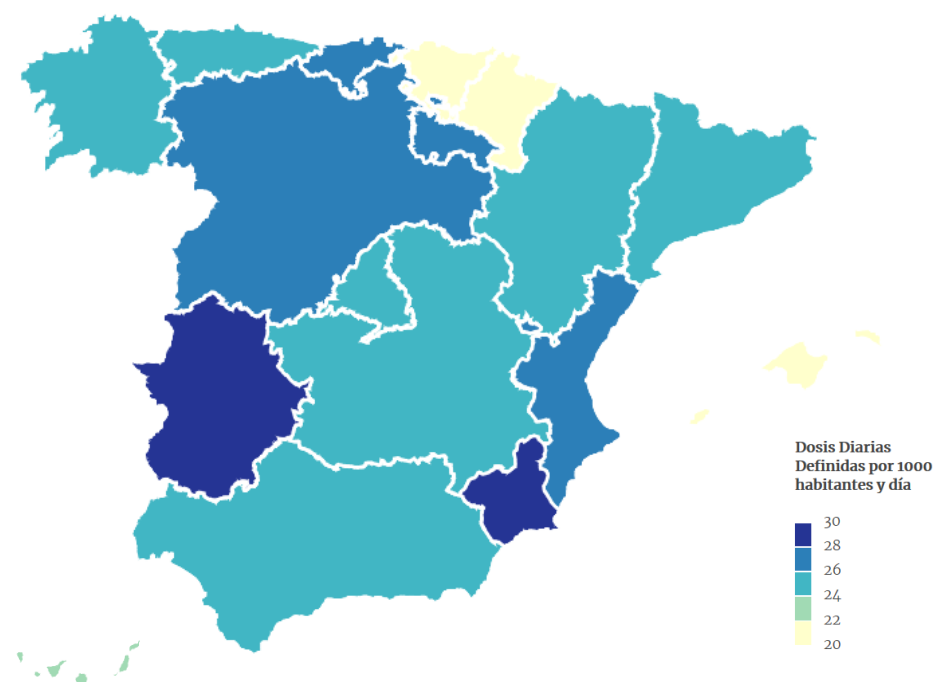 Dosis Diarias
Definidas por 1000
habitantes y día
30
28
26
24
22
20